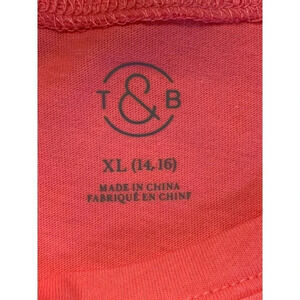 T & B
XL (14-16)
MADE IN CHINA
FABRIQUÉ EN CHINE